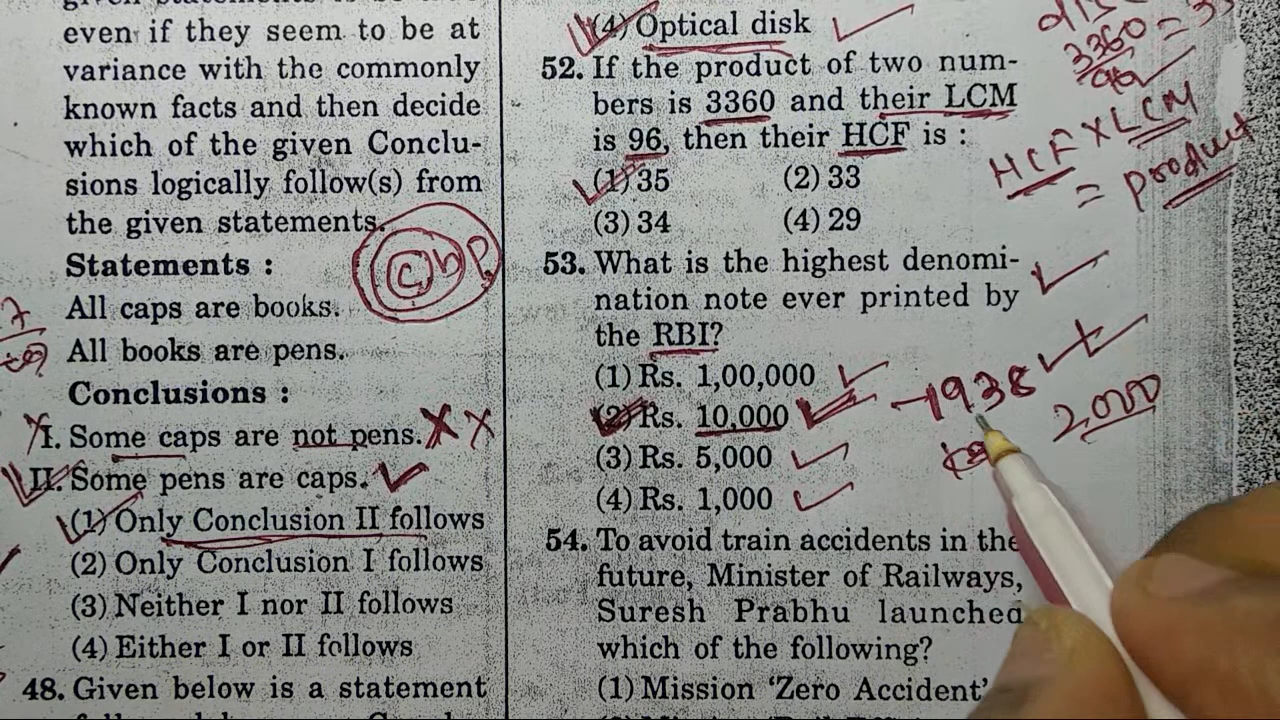 given statements to be true
even if they seem to be at
variance with the commonly
known facts and then decide
which of the given Conclu-
sions logically follow(s) from
the given statements.
Statements :
All caps are books.
All books are pens.
Conclusions :
I. Some caps are not pens.
II. Some pens are caps.
(1) Only Conclusion II follows
(2) Only Conclusion I follows
(3) Neither I nor II follows
(4) Either I or II follows
48. Given below is a statement
c b p
7
(4) Optical disk
52. If the product of two num-
bers is 3360 and their LCM
is 96, then their HCF is :
(1) 35 (2) 33
(3) 34 (4) 29
53. What is the highest denomi-
nation note ever printed by
the RBI?
(1) Rs. 1,00,000
(2) Rs. 10,000
(3) Rs. 5,000
(4) Rs. 1,000
54. To avoid train accidents in the
future, Minister of Railways,
Suresh Prabhu launched
which of the following?
(1) Mission 'Zero Accident'
3360 =
HCF X LCM
= product
1938
2000